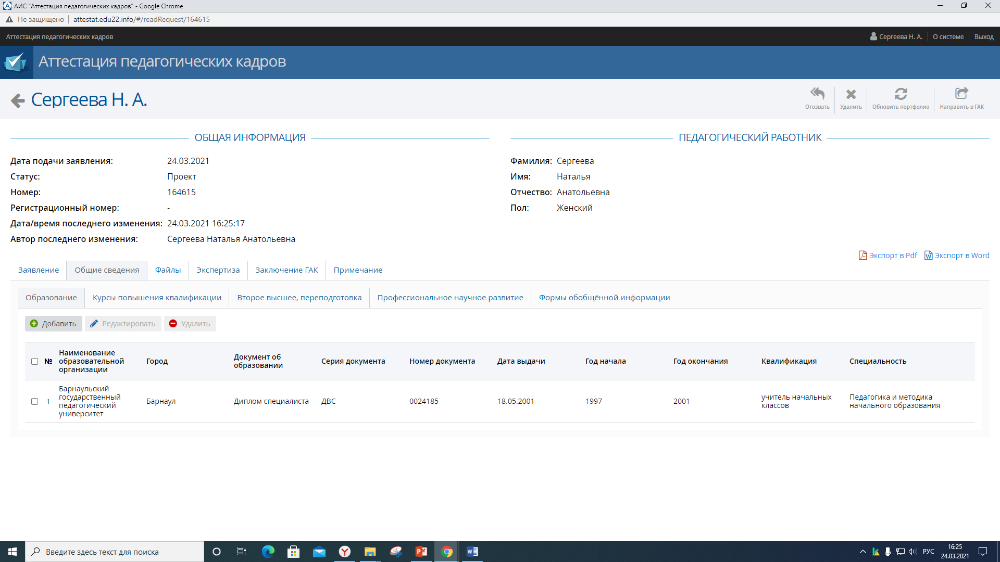 АИС "Аттестация педагогических кадров" - Google Chrome
Не защищено
attestat.edu22.info/#/readRequest/164615
Аттестация педагогических кадров
Сергеева Н. А.
О системе
Выход
Аттестация педагогических кадров
Сергеева Н. А.
Отозвать
Удалить
Обновить портфолио
Направить в ГАК
ОБЩАЯ ИНФОРМАЦИЯ
Дата подачи заявления: 24.03.2021
Статус: Проект
Номер: 164615
Регистрационный номер: -
Дата/время последнего изменения: 24.03.2021 16:25:17
Автор последнего изменения: Сергеева Наталья Анатольевна
ПЕДАГОГИЧЕСКИЙ РАБОТНИК
Фамилия: Сергеева
Имя: Наталья
Отчество: Анатольевна
Пол: Женский
Экспорт в Pdf
Экспорт в Word
Заявление
Общие сведения
Файлы
Экспертиза
Заключение ГАК
Примечание
Образование
Курсы повышения квалификации
Второе высшее, переподготовка
Профессиональное научное развитие
Формы обобщённой информации
Добавить
Редактировать
Удалить
№
Наименование
образовательной
организации
Город
Документ об
образовании
Серия документа
Номер документа
Дата выдачи
Год начала
Год окончания
Квалификация
Специальность
1
Барнаульский
государственный
педагогический
университет
Барнаул
Диплом специалиста
ДВС
0024185
18.05.2001
1997
2001
учитель начальных
классов
Педагогика и методика
начального образования
Введите здесь текст для поиска
РУС
16:25
24.03.2021